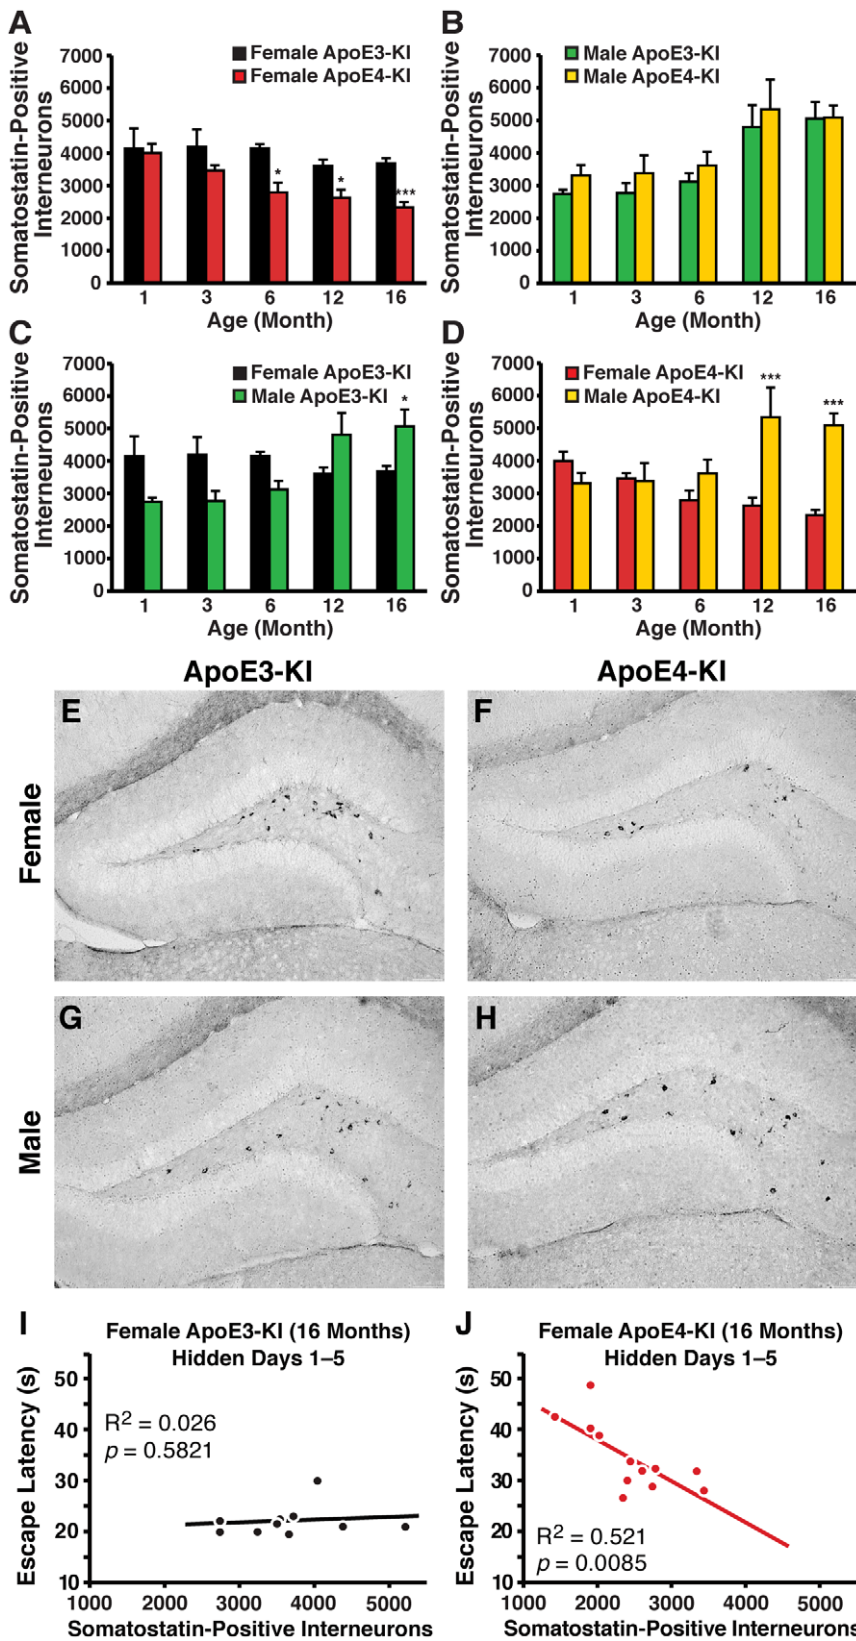 A
Somatostatin-Positive
Interneurons
7000
6000
5000
4000
3000
2000
1000
0
Female ApoE3-KI
Female ApoE4-KI
*
*
***
1 3 6 12 16
Age (Month)
B
Somatostatin-Positive
Interneurons
7000
6000
5000
4000
3000
2000
1000
0
Male ApoE3-KI
Male ApoE4-KI
1 3 6 12 16
Age (Month)
C
Somatostatin-Positive
Interneurons
7000
6000
5000
4000
3000
2000
1000
0
Female ApoE3-KI
Male ApoE3-KI
*
1 3 6 12 16
Age (Month)
D
Somatostatin-Positive
Interneurons
7000
6000
5000
4000
3000
2000
1000
0
Female ApoE4-KI
Male ApoE4-KI
***
***
1 3 6 12 16
Age (Month)
ApoE3-KI
ApoE4-KI
Female
E
F
Male
G
H
I
Female ApoE3-KI (16 Months)
Hidden Days 1–5
Escape Latency (s)
50
40
30
20
10
R² = 0.026
p = 0.5821
1000 2000 3000 4000 5000
Somatostatin-Positive Interneurons
J
Female ApoE4-KI (16 Months)
Hidden Days 1–5
Escape Latency (s)
50
40
30
20
10
R² = 0.521
p = 0.0085
1000 2000 3000 4000 5000
Somatostatin-Positive Interneurons